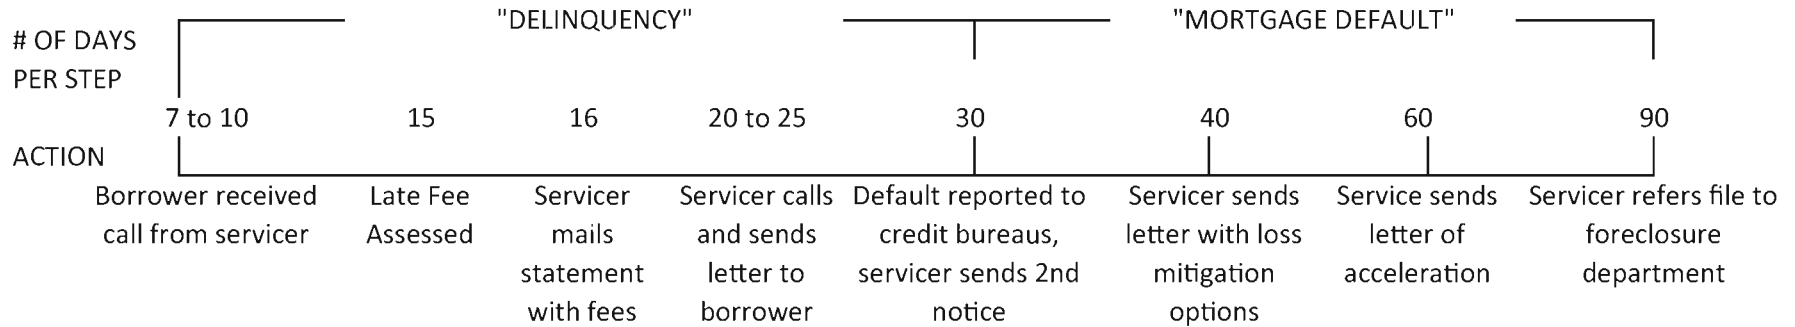 "DELINQUENCY" "MORTGAGE DEFAULT"
# OF DAYS
PER STEP
7 to 10 15 16 20 to 25 30 40 60 90
ACTION
Borrower received
call from servicer
Late Fee
Assessed
Servicer
mails
statement
with fees
Servicer calls
and sends
letter to
borrower
Default reported to
credit bureaus,
servicer sends 2nd
notice
Servicer sends
letter with loss
mitigation
options
Service sends
letter of
acceleration
Servicer refers file to
foreclosure
department